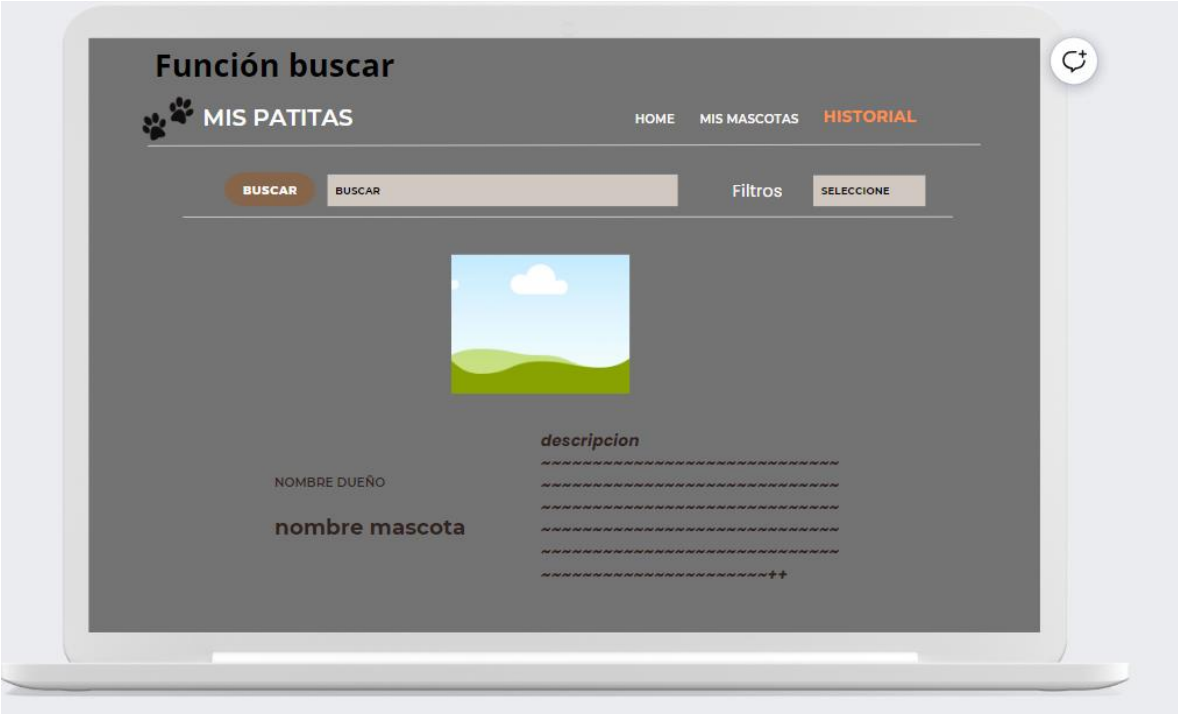 Función buscar
MIS PATITAS
HOME MIS MASCOTAS HISTORIAL
BUSCAR BUSCAR Filtros SELECCIONE
descripcion
~~~~~~~~~~~~~~~~~~~~~~~~~~~~~
~~~~~~~~~~~~~~~~~~~~~~~~~~~~~
~~~~~~~~~~~~~~~~~~~~~~~~~~~~~
~~~~~~~~~~~~~~~~~~~~~~~~~~~~~
~~~~~~~~~~~~~~~~~~~~~~~~~~~~~
~~~~~~~~~~~~~~~~~~~~~~++
NOMBRE DUEÑO
nombre mascota